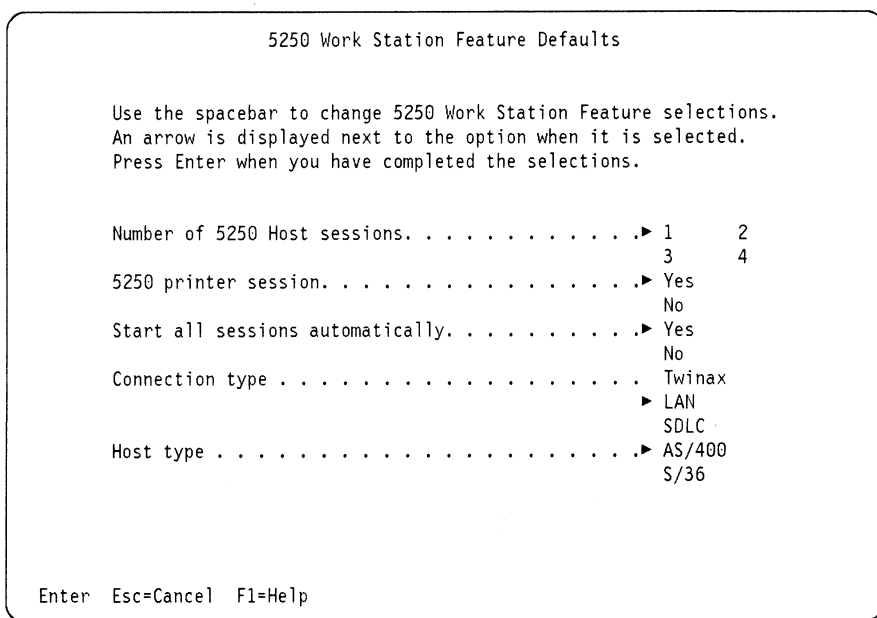 5250 Work Station Feature Defaults
Use the spacebar to change 5250 Work Station Feature selections.
An arrow is displayed next to the option when it is selected.
Press Enter when you have completed the selections.
Number of 5250 Host sessions. . . . . . . . . . . . .► 1 2
3 4
5250 printer session. . . . . . . . . . . . . . . . .► Yes
No
Start all sessions automatically. . . . . . . . . .► Yes
No
Connection type . . . . . . . . . . . . . . . . . . Twinax
► LAN
SDLC
Host type . . . . . . . . . . . . . . . . . . . . . .► AS/400
S/36
Enter Esc=Cancel F1=Help